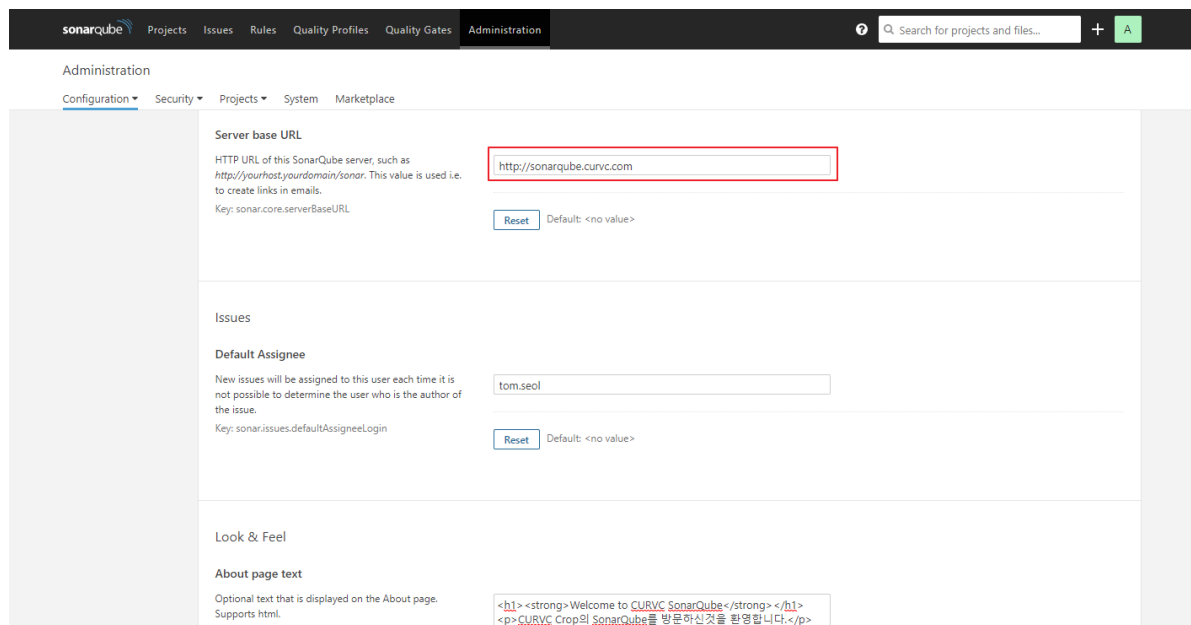 sonarqube Projects Issues Rules Quality Profiles Quality Gates Administration ? Search for projects and files... + A
Administration
Configuration Security Projects System Marketplace
Server base URL
HTTP URL of this SonarQube server, such as
http://yourhost.yourdomain/sonar. This value is used i.e.
to create links in emails.
Key: sonar.core.serverBaseURL
http://sonarqube.curvc.com
Reset Default: <no value>
Issues
Default Assignee
New issues will be assigned to this user each time it is
not possible to determine the user who is the author of
the issue.
Key: sonar.issues.defaultAssigneeLogin
tom.seol
Reset Default: <no value>
Look & Feel
About page text
Optional text that is displayed on the About page.
Supports html.
<h1><strong>Welcome to CURVC SonarQube</strong></h1>
<p>CURVC Crop의 SonarQube를 방문하신것을 환영합니다.</p>